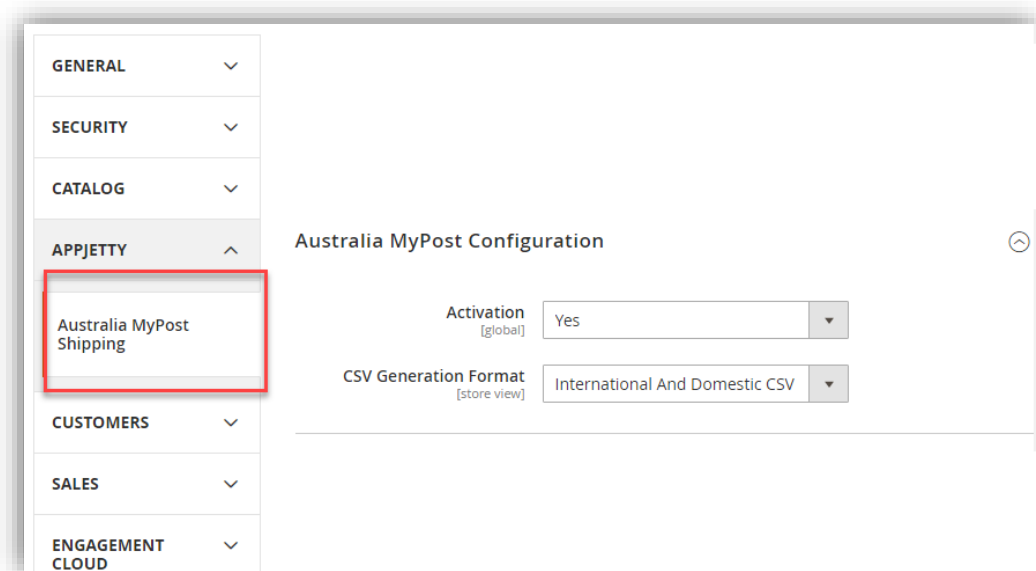 GENERAL
SECURITY
CATALOG
APPJETTY
Australia MyPost
Shipping
CUSTOMERS
SALES
ENGAGEMENT
CLOUD
Australia MyPost Configuration
Activation
[global]
Yes
CSV Generation Format
[store view]
International And Domestic CSV